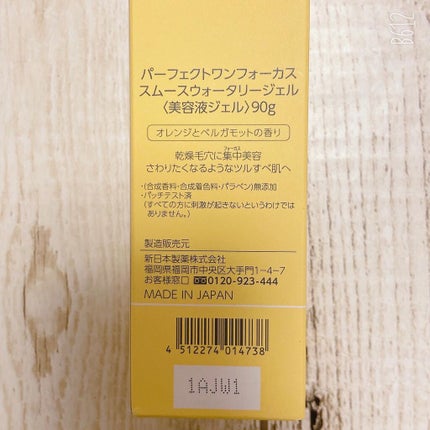 B612
パーフェクトワンフォーカス
スムースウォータリージェル
〈美容液ジェル〉90g
オレンジとベルガモットの香り
フォーカス
乾燥毛穴に集中美容
さわりたくなるようなツルすべ肌へ
・(合成香料・合成着色料・パラベン)無添加
・パッチテスト済
(すべての方に刺激が起きないというわけでは
ありません。)
製造販売元
新日本製薬株式会社
福岡県福岡市中央区大手門1-4-7
お客様窓口 0120-923-444
MADE IN JAPAN
4 512274 014738
1AJW1